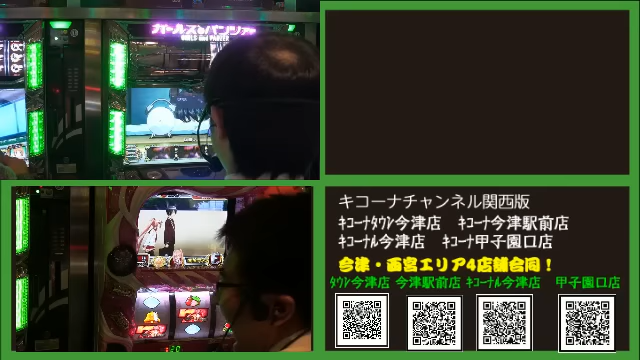 ガールズ&パンツァー
GIRLS und PANZER
キコーナチャンネル関西版
ｷｺｰﾅﾀｳﾝ今津店　ｷｺｰﾅ今津駅前店
ｷｺｰﾅﾙ今津店　ｷｺｰﾅ甲子園口店
今津・西宮エリア4店舗合同！
ﾀｳﾝ今津店 今津駅前店 ｷｺｰﾅﾙ今津店　甲子園口店